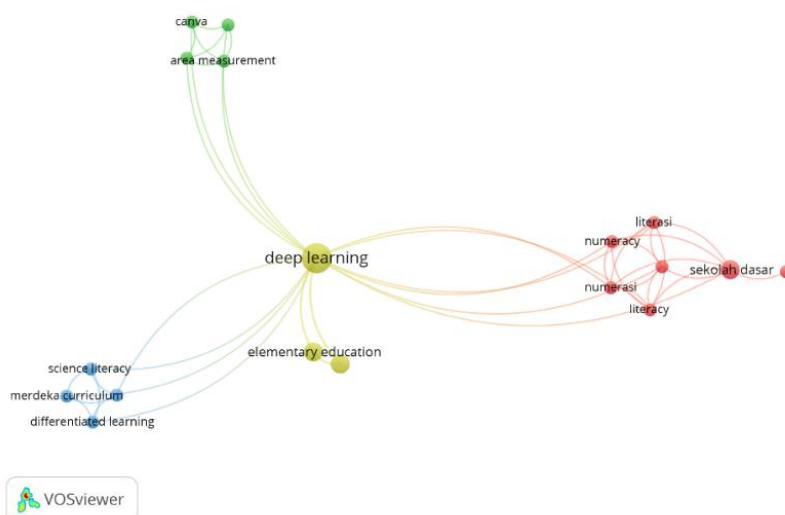 canva
area measurement
literasi
numeracy
deep learning
sekolah dasar
numerasi
literacy
elementary education
science literacy
merdeka curriculum
differentiated learning
VOSviewer